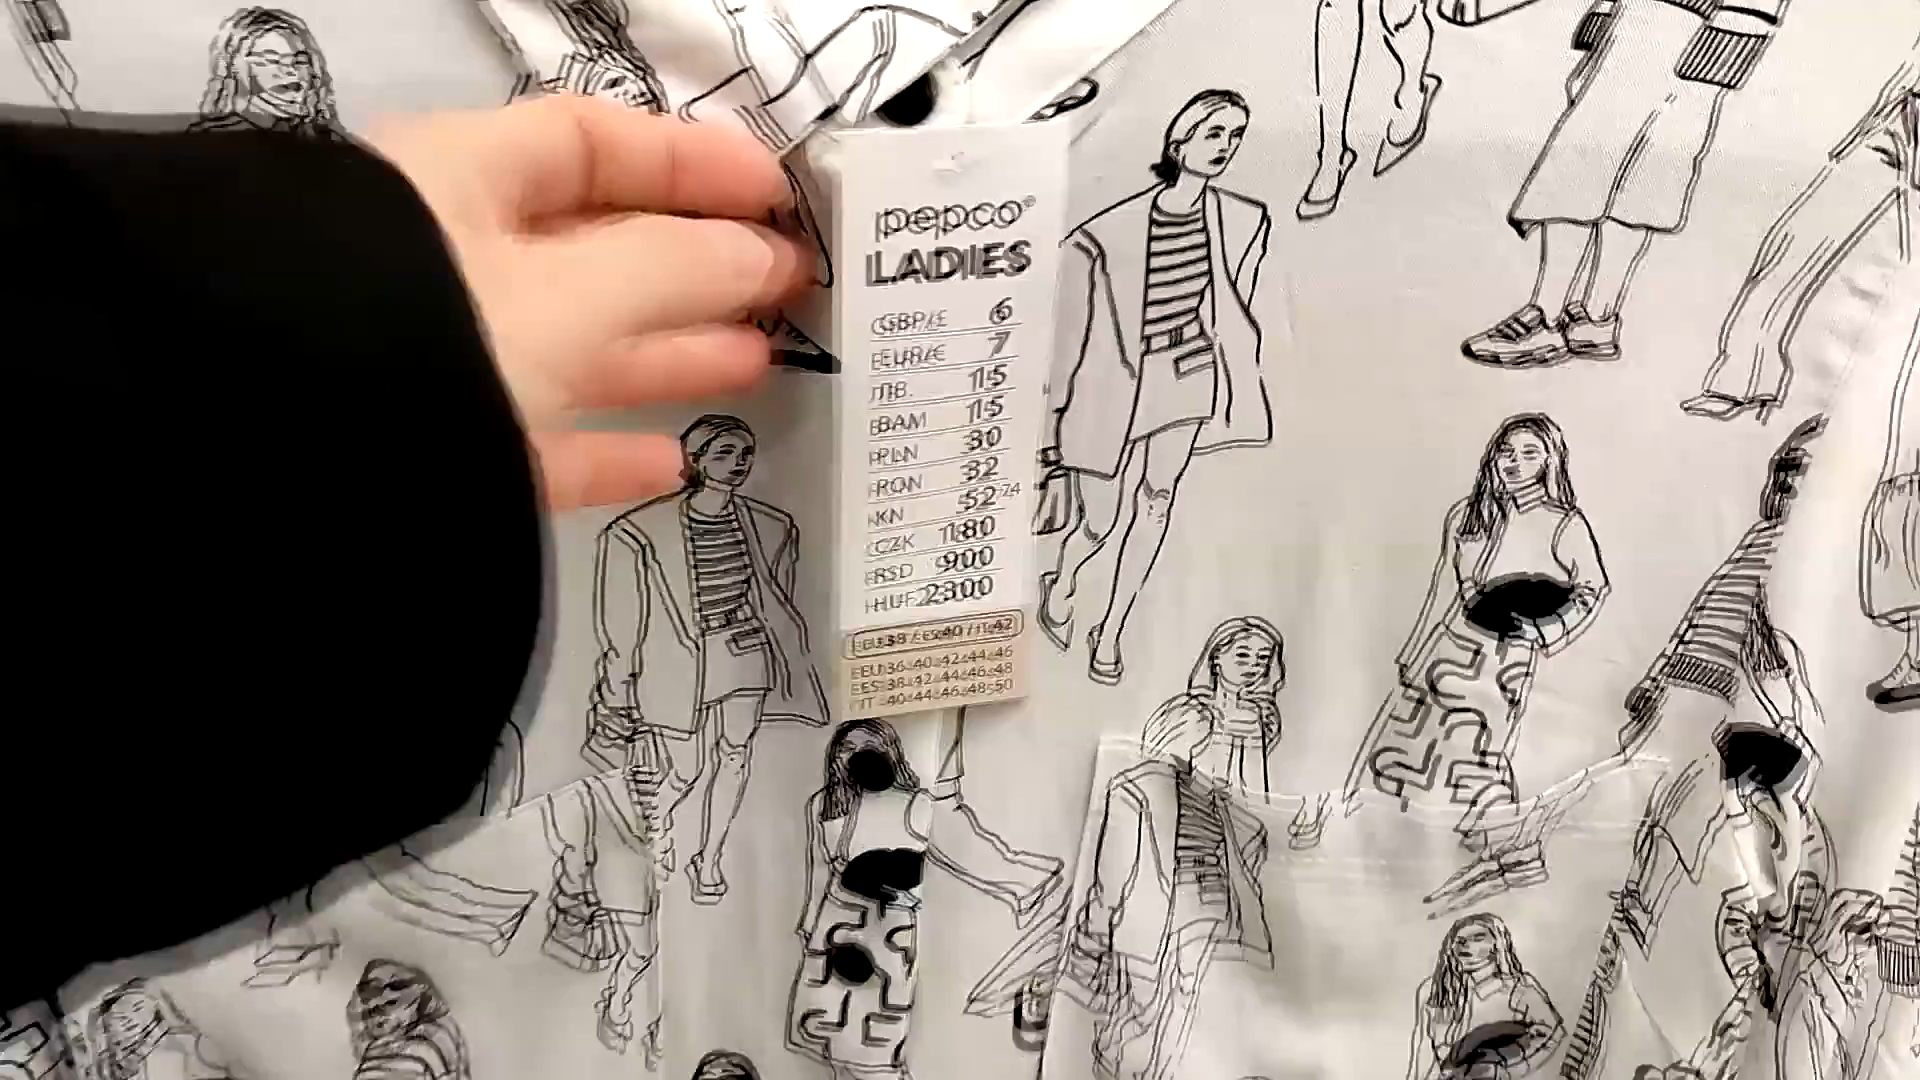 pepco®
LADIES
GBP/£ 6
EUR/€ 7
ЛВ. 15
BAM 15
PLN 30
RON 32
KN 52,74
CZK 180
RSD 900
HUF 2300
EU:38 / ES:40 / IT:42
EU:36-40-42-44-46
ES:38-42-44-46-48
IT:40-44-46-48-50